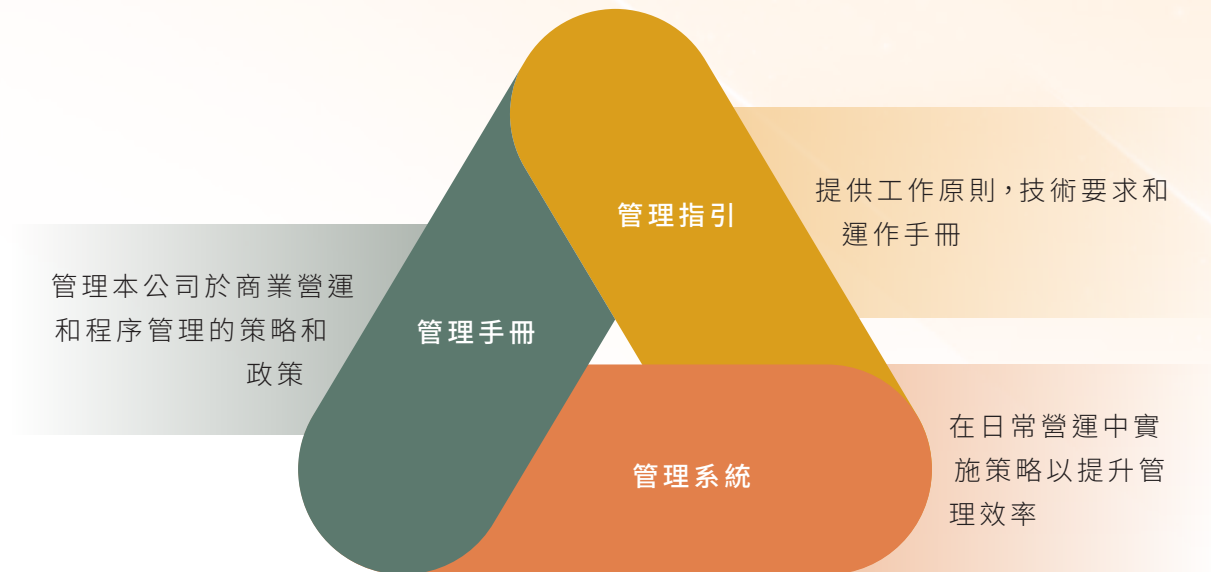 管理指引
提供工作原則，技術要求和
運作手冊
管理手冊
管理本公司於商業營運
和程序管理的策略和
政策
管理系統
在日常營運中實
施策略以提升管
理效率